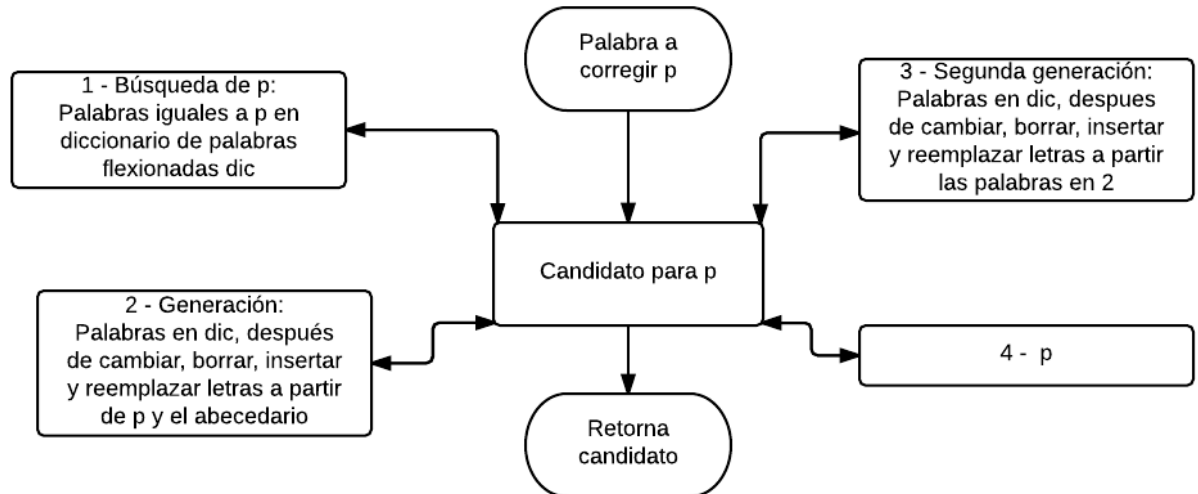 Palabra a
corregir p
1 - Búsqueda de p:
Palabras iguales a p en
diccionario de palabras
flexionadas dic
3 - Segunda generación:
Palabras en dic, despues
de cambiar, borrar, insertar
y reemplazar letras a partir
las palabras en 2
Candidato para p
2 - Generación:
Palabras en dic, después
de cambiar, borrar, insertar
y reemplazar letras a partir
de p y el abecedario
4 - p
Retorna
candidato